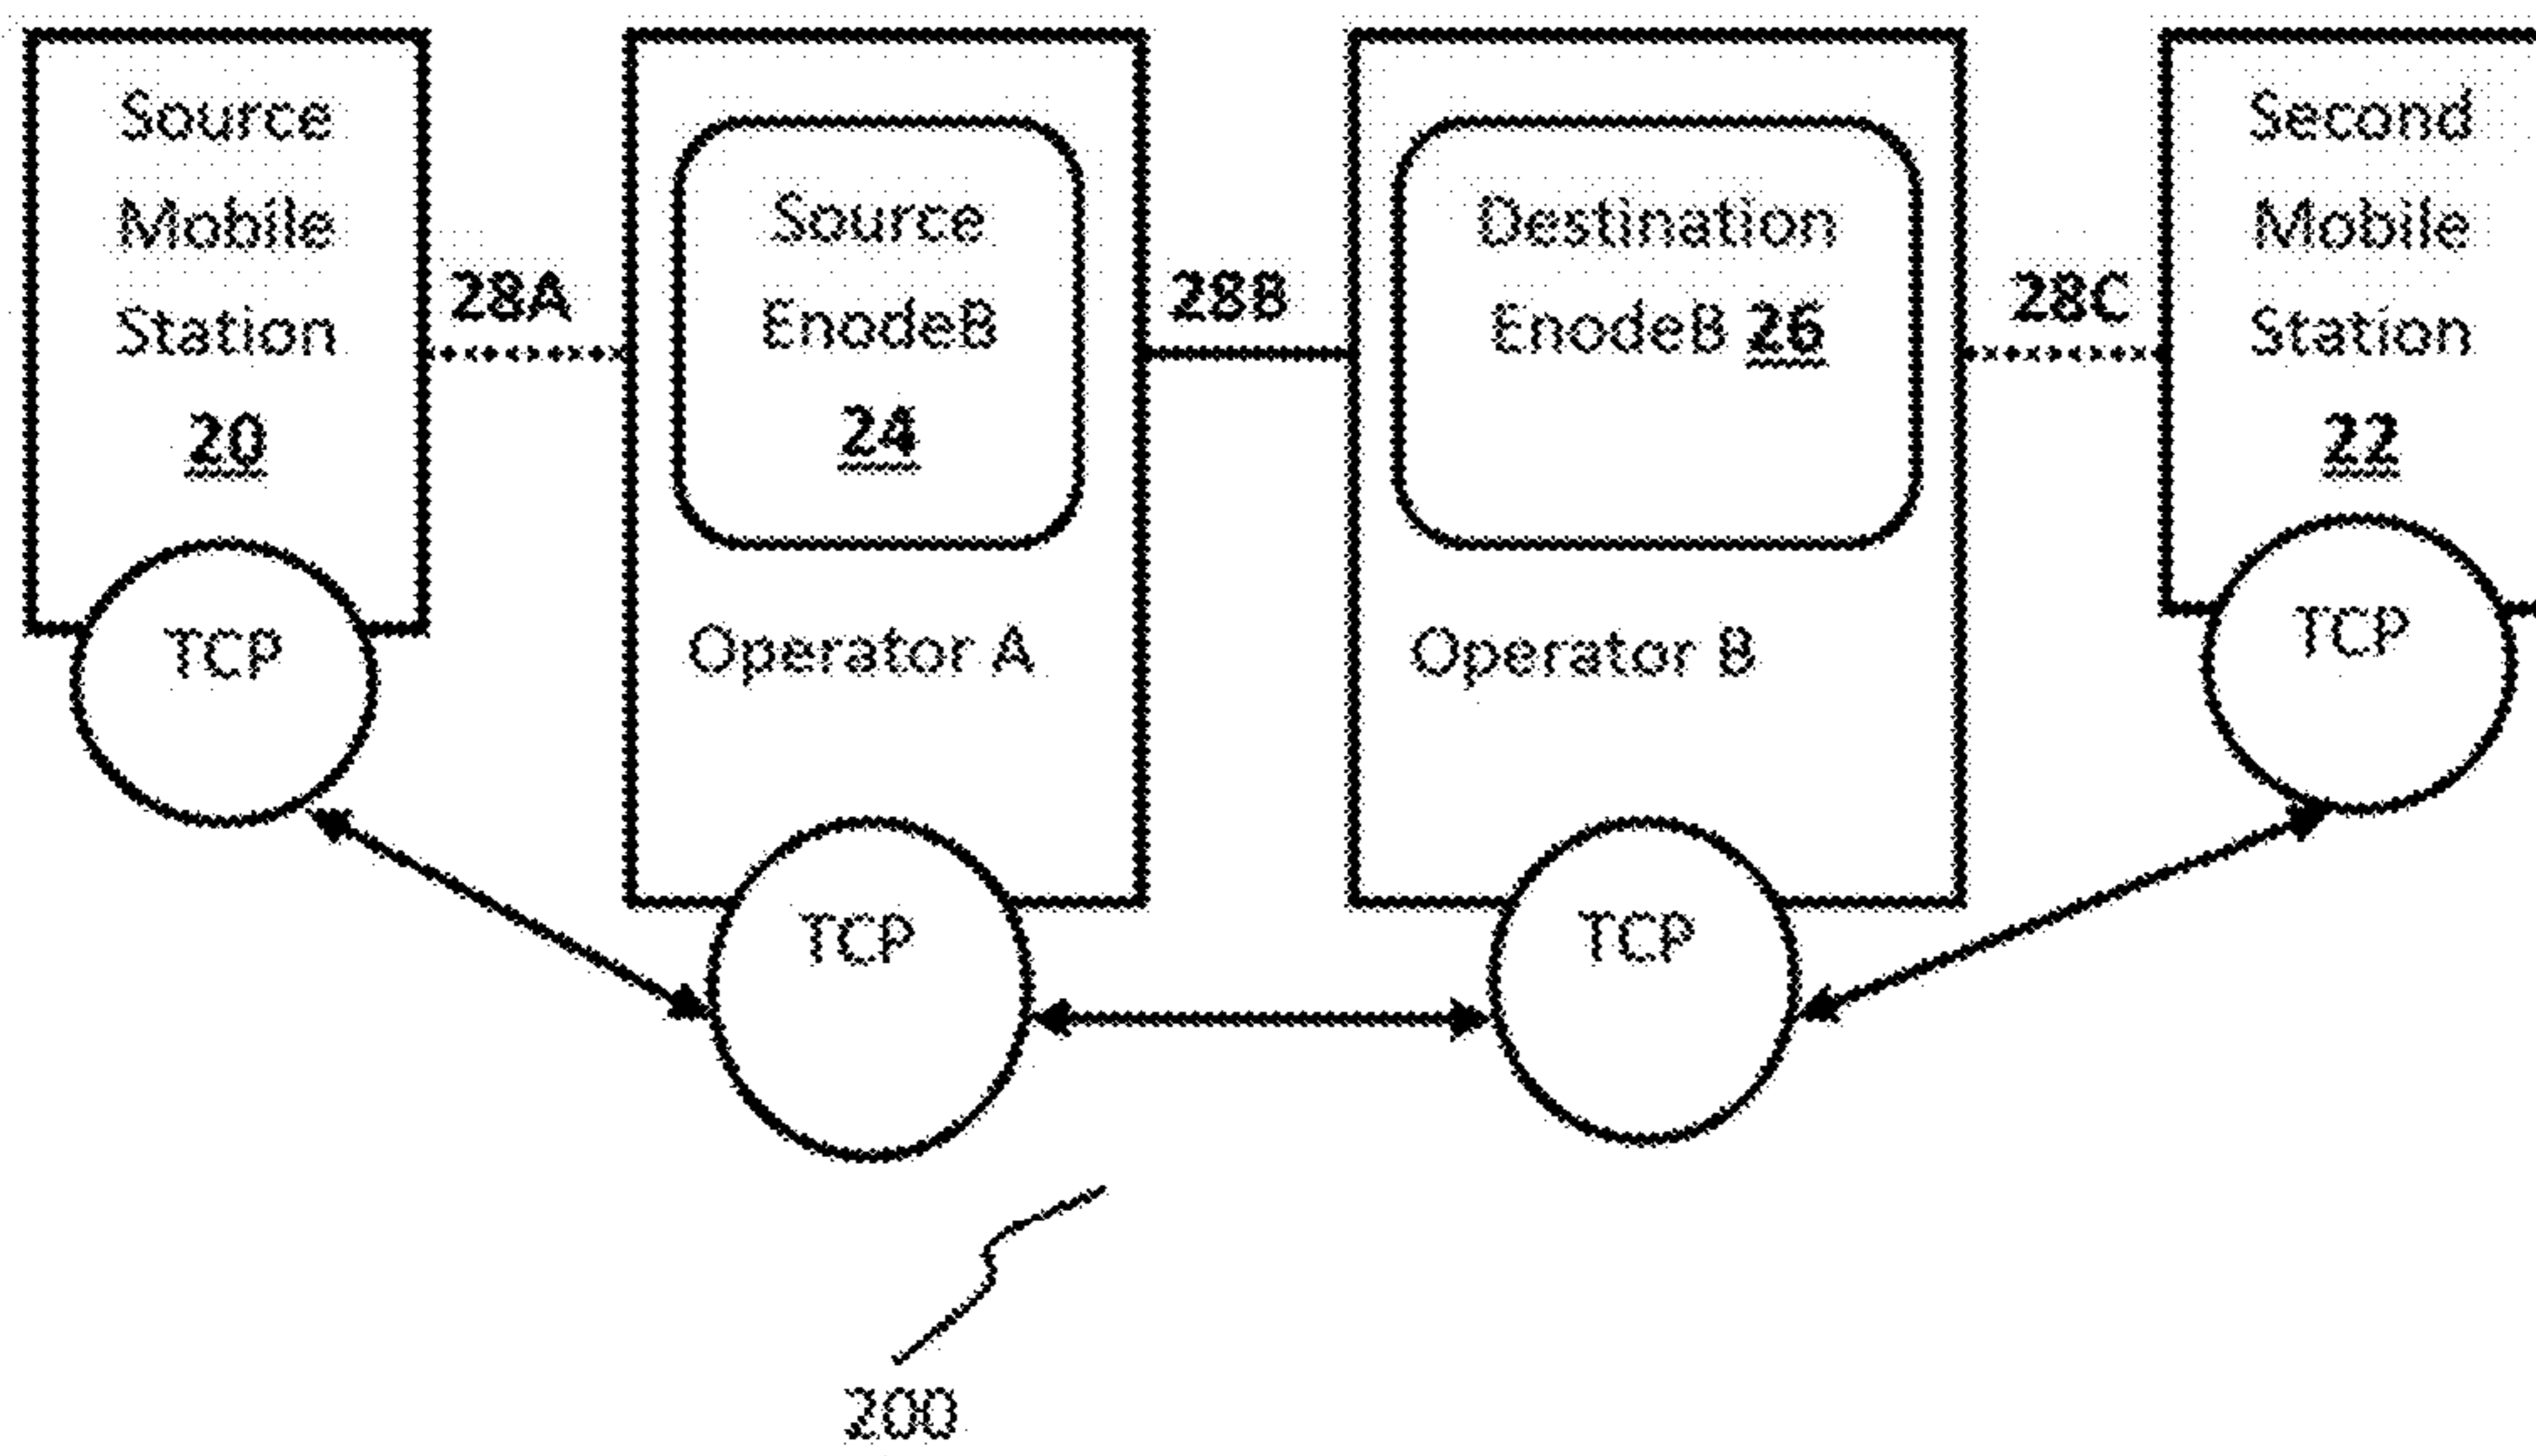 Source
Mobile
Station
20
TCP
28A
Source
EnodeB
24
Operator A
TCP
28B
Destination
EnodeB 26
Operator B
TCP
28C
Second
Mobile
Station
22
TCP
200